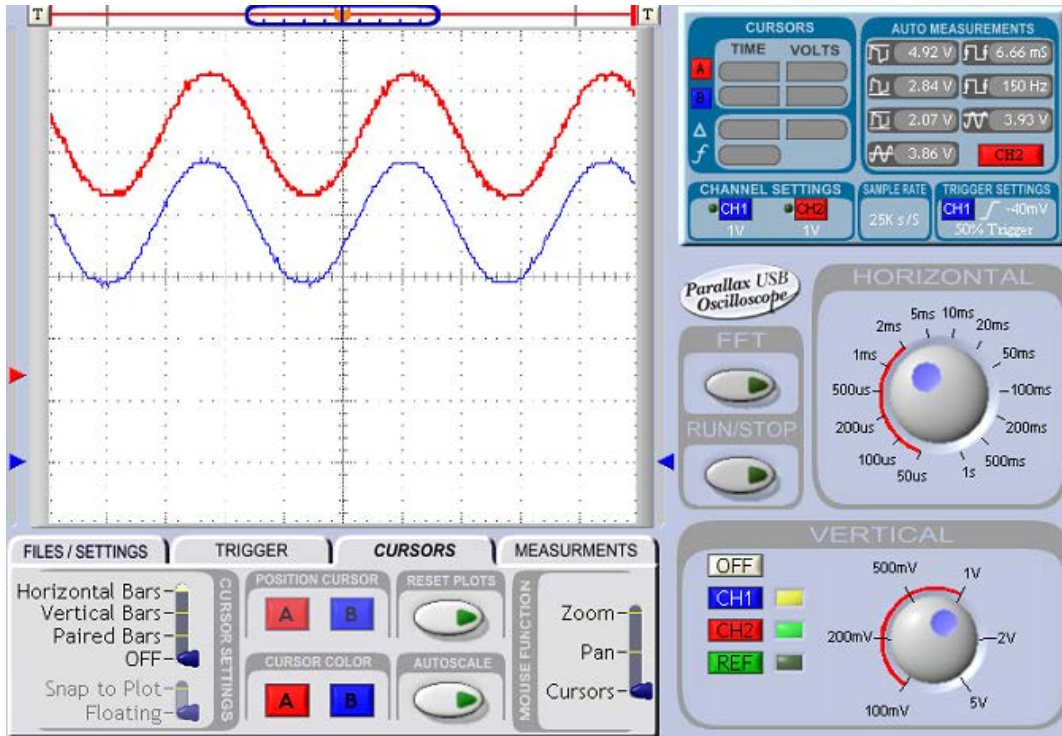 T
T
CURSORS
TIME VOLTS
A
B
Δ
f
AUTO MEASUREMENTS
4.92 V 6.66 mS
2.84 V 150 Hz
2.07 V 3.93 V
3.86 V CH2
CHANNEL SETTINGS
CH1 CH2
1V 1V
SAMPLE RATE
25K s/S
TRIGGER SETTINGS
CH1 -40mV
50% Trigger
Parallax USB
Oscilloscope
FFT
RUN/STOP
HORIZONTAL
50us
100us
200us
500us
1ms
2ms
5ms
10ms
20ms
50ms
100ms
200ms
500ms
1s
FILES / SETTINGS
TRIGGER
CURSORS
MEASURMENTS
Horizontal Bars
Vertical Bars
Paired Bars
OFF
Snap to Plot
Floating
CURSOR SETTINGS
POSITION CURSOR
A B
CURSOR COLOR
A B
RESET PLOTS
AUTOSCALE
MOUSE FUNCTION
Zoom
Pan
Cursors
VERTICAL
OFF
CH1
CH2
REF
100mV
200mV
500mV
1V
2V
5V